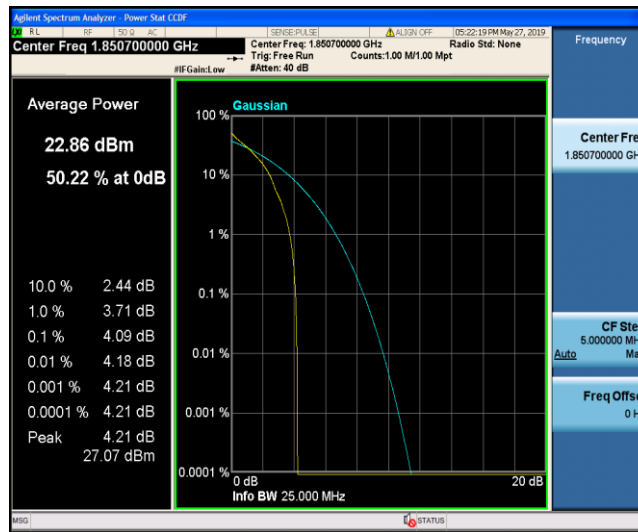 Agilent Spectrum Analyzer - Power Stat CCDF
RL RF 50 Ω AC SENSE:PULSE ALIGN OFF 05:22:19 PM May 27, 2019
Center Freq 1.850700000 GHz
Center Freq: 1.850700000 GHz Radio Std: None
Trig: Free Run Counts:1.00 M/1.00 Mpt
#IFGain:Low #Atten: 40 dB
Frequency
Average Power
22.86 dBm
50.22 % at 0dB
10.0 % 2.44 dB
1.0 % 3.71 dB
0.1 % 4.09 dB
0.01 % 4.18 dB
0.001 % 4.21 dB
0.0001 % 4.21 dB
Peak 4.21 dB
27.07 dBm
Gaussian
100 %
10 %
1 %
0.1 %
0.01 %
0.001 %
0.0001 %
0 dB 20 dB
Info BW 25.000 MHz
Center Fre
1.850700000 GH
CF Ste
5.000000 MH
Auto Ma
Freq Offs
0 H
MSG STATUS